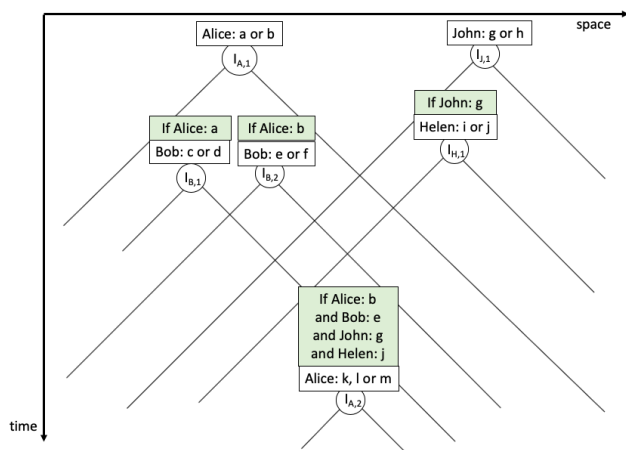 space
Alice: a or b
I_A,1
John: g or h
I_J,1
If John: g
Helen: i or j
I_H,1
If Alice: a
Bob: c or d
I_B,1
If Alice: b
Bob: e or f
I_B,2
If Alice: b
and Bob: e
and John: g
and Helen: j
Alice: k, l or m
I_A,2
time